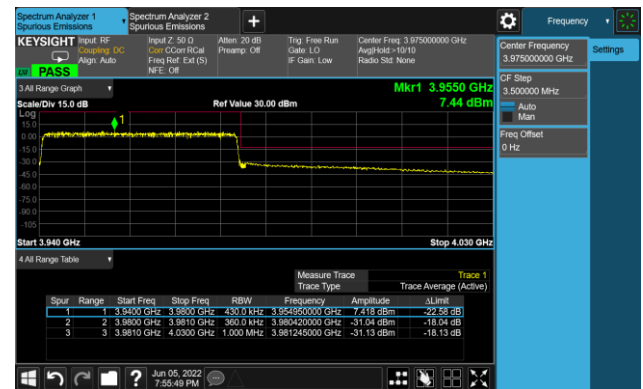 Spectrum Analyzer 1
Spurious Emissions
Spectrum Analyzer 2
Spurious Emissions
Frequency
KEYSIGHT
Input: RF
Coupling: DC
Align: Auto
Input Z: 50 Ω
Corr CCorr RCal
Freq Ref: Ext (S)
NFE: Off
Atten: 20 dB
Preamp: Off
Trig: Free Run
Gate: LO
IF Gain: Low
Center Freq: 3.975000000 GHz
Avg|Hold:>10/10
Radio Std: None
PASS
Center Frequency
3.975000000 GHz
Settings
CF Step
3.500000 MHz
Auto
Man
Freq Offset
0 Hz
3 All Range Graph
Mkr1 3.9550 GHz
Scale/Div 15.0 dB
Ref Value 30.00 dBm
7.44 dBm
Log
15.0
0.00
-15.0
-30.0
-45.0
-60.0
-75.0
-90.0
-105
1
Start 3.940 GHz
Stop 4.030 GHz
4 All Range Table
Measure Trace Trace 1
Trace Type Trace Average (Active)
Spur Range Start Freq Stop Freq RBW Frequency Amplitude ΔLimit
1 1 3.9400 GHz 3.9800 GHz 430.0 kHz 3.954950000 GHz 7.418 dBm -22.58 dB
2 2 3.9800 GHz 3.9810 GHz 360.0 kHz 3.980420000 GHz -31.04 dBm -18.04 dB
3 3 3.9810 GHz 4.0300 GHz 1.000 MHz 3.981245000 GHz -31.13 dBm -18.13 dB
Jun 05, 2022
7:55:49 PM